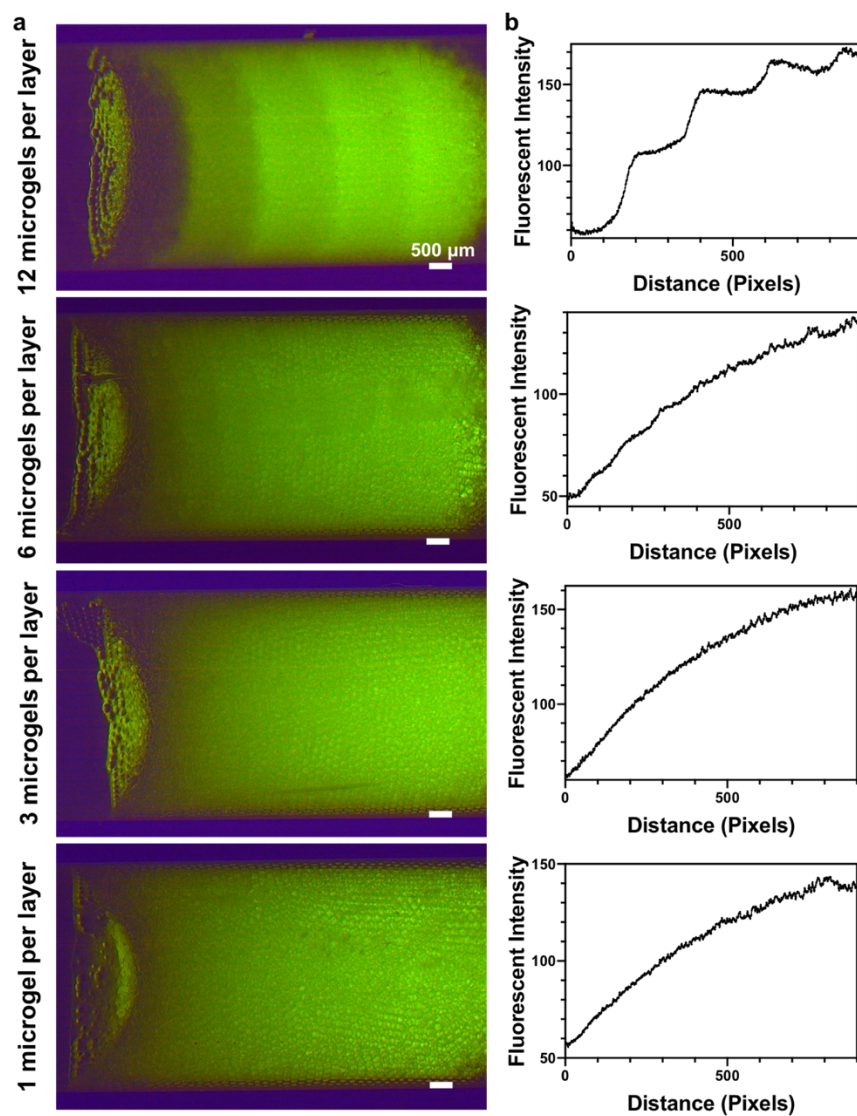 a
b
12 microgels per layer
500 µm
Fluorescent Intensity
150
100
0
500
Distance (Pixels)
6 microgels per layer
Fluorescent Intensity
100
50
0
500
Distance (Pixels)
3 microgels per layer
Fluorescent Intensity
150
100
0
500
Distance (Pixels)
1 microgel per layer
Fluorescent Intensity
150
100
50
0
500
Distance (Pixels)